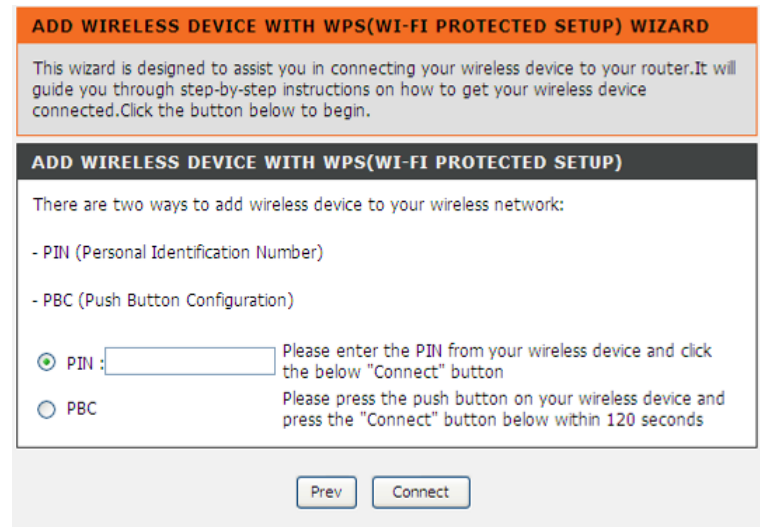 ADD WIRELESS DEVICE WITH WPS(WI-FI PROTECTED SETUP) WIZARD
This wizard is designed to assist you in connecting your wireless device to your router.It will
guide you through step-by-step instructions on how to get your wireless device
connected.Click the button below to begin.
ADD WIRELESS DEVICE WITH WPS(WI-FI PROTECTED SETUP)
There are two ways to add wireless device to your wireless network:
- PIN (Personal Identification Number)
- PBC (Push Button Configuration)
PIN :
Please enter the PIN from your wireless device and click
the below "Connect" button
PBC
Please press the push button on your wireless device and
press the "Connect" button below within 120 seconds
Prev Connect